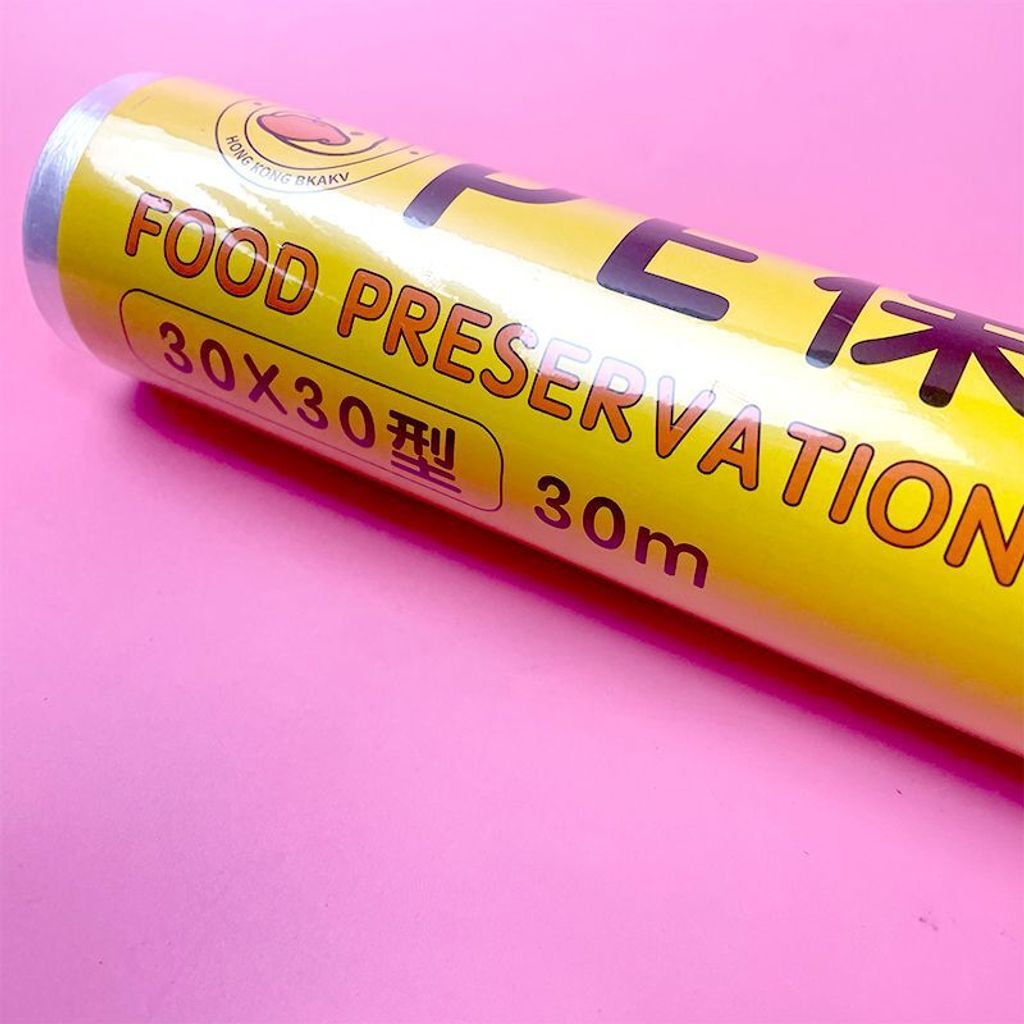 HONG KONG BKAKV
PE保
FOOD PRESERVATION
30X30型
30m